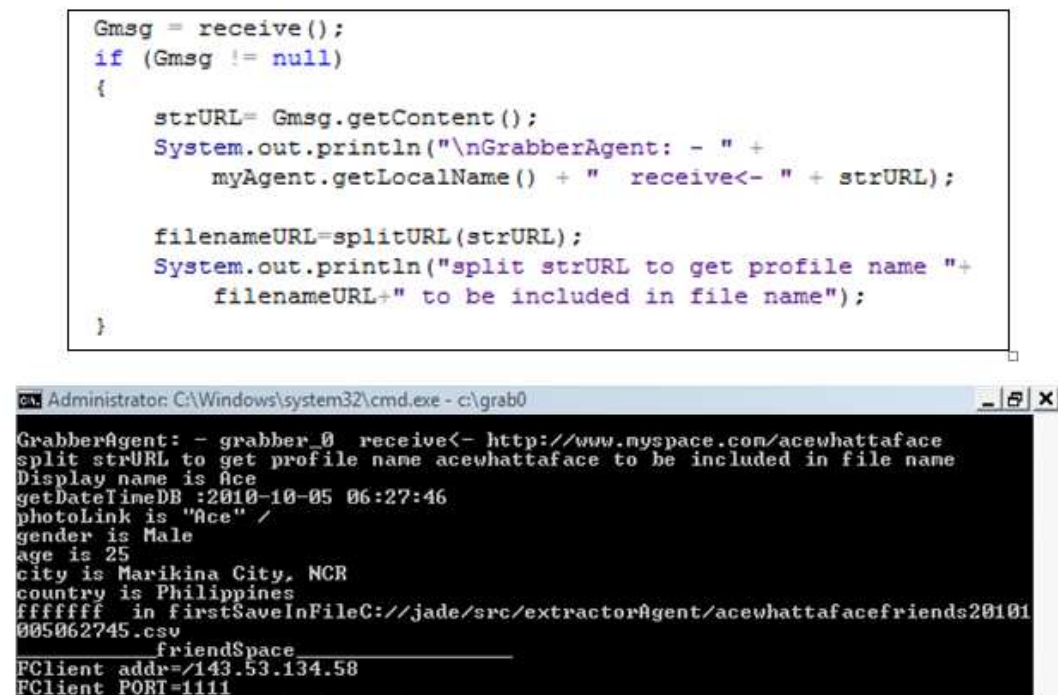 Gmsg = receive();
if (Gmsg != null)
{
strURL= Gmsg.getContent();
System.out.println("\nGrabberAgent: - " +
myAgent.getLocalName() + "  receive<- " + strURL);
filenameURL=splitURL(strURL);
System.out.println("split strURL to get profile name "+
filenameURL+" to be included in file name");
}
Administrator: C:\Windows\system32\cmd.exe - c:\grab0
GrabberAgent: - grabber_0  receive<- http://www.myspace.com/acewhattaface
split strURL to get profile name acewhattaface to be included in file name
Display name is Ace
getDateTimeDB :2010-10-05 06:27:46
photoLink is "Ace" /
gender is Male
age is 25
city is Marikina City, NCR
country is Philippines
fffffff  in firstSaveInFileC://jade/src/extractorAgent/acewhattafacefriends20101
005062745.csv
____________friendSpace__________________
FClient addr=/143.53.134.58
FClient PORT=1111